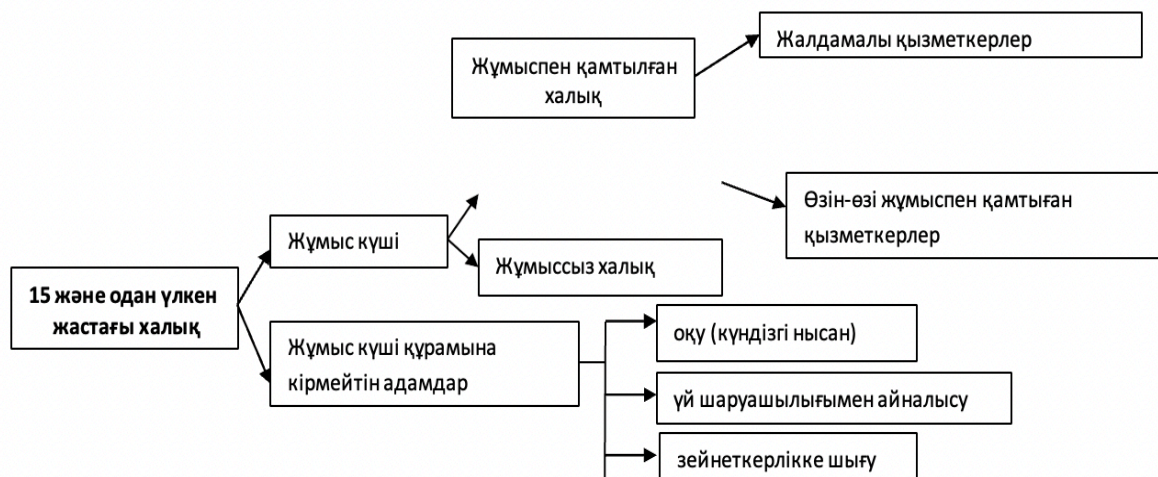 Жалдамалы қызметкерлер
Жұмыспен қамтылған
халық
Өзін-өзі жұмыспен қамтыған
қызметкерлер
Жұмыс күші
Жұмыссыз халық
15 және одан үлкен
жастағы халық
Жұмыс күші құрамына
кірмейтін адамдар
оқу (күндізгі нысан)
үй шаруашылығымен айналысу
зейнеткерлікке шығу